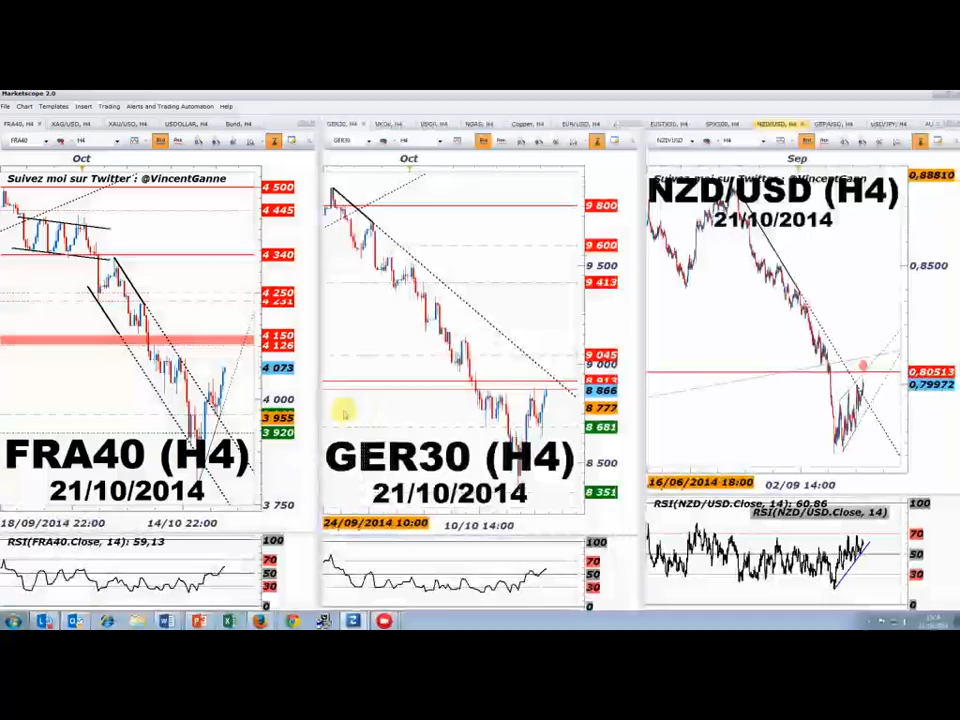 Marketscope 2.0
File Chart Templates Insert Trading Alerts and Trading Automation Help
FRA40, H4 XAG/USD, H4 XAU/USD, H4 USDOLLAR, H4 Bund, H4
FRA40 H4
Oct
Suivez moi sur Twitter : @VincentGanne
4 500
4 445
4 340
4 250
4 231
4 150
4 126
4 073
4 000
3 955
3 920
3 750
FRA40 (H4)
21/10/2014
18/09/2014 22:00 14/10 22:00
RSI(FRA40.Close, 14): 59,13
100
70
50
30
0
GER30, H4 UKOil, H4 USOil, H4 NGAS, H4 Copper, H4 EUR/USD, H4
GER30 H4
Oct
9 800
9 600
9 500
9 413
9 045
9 000
8 913
8 866
8 777
8 681
8 500
8 351
GER30 (H4)
21/10/2014
24/09/2014 10:00 10/10 14:00
100
70
50
30
0
SPX500, H4 NZD/USD, H4 GBP/USD, H4 USD/JPY, H4
NZD/USD H4
Sep
NZD/USD (H4)
21/10/2014
0,88810
0,8500
0,80513
0,79972
16/06/2014 18:00 02/09 14:00
RSI(NZD/USD.Close, 14): 60,86
RSI(NZD/USD.Close, 14)
100
70
50
30
0